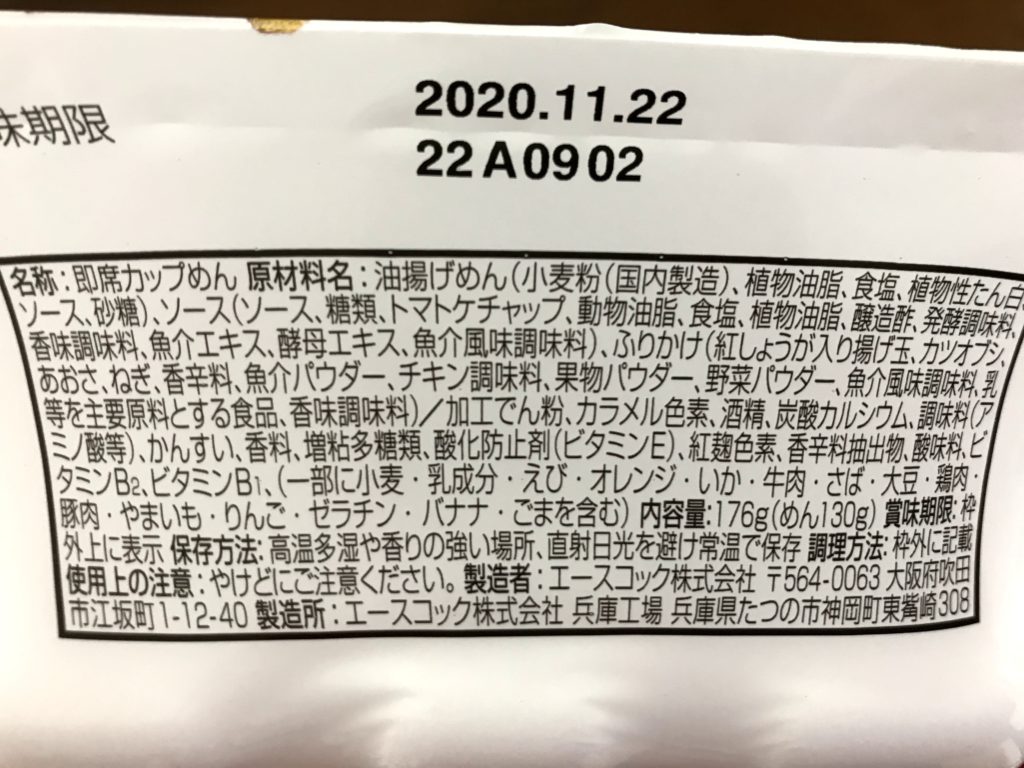 味期限
2020.11.22
22A0902
名称：即席カップめん 原材料名：油揚げめん（小麦粉（国内製造）、植物油脂、食塩、植物性たん白
ソース、砂糖）、ソース（ソース、糖類、トマトケチャップ、動物油脂、食塩、植物油脂、醸造酢、発酵調味料、
香味調味料、魚介エキス、酵母エキス、魚介風味調味料）、ふりかけ（紅しょうが入り揚げ玉、カツオブシ、
あおさ、ねぎ、香辛料、魚介パウダー、チキン調味料、果物パウダー、野菜パウダー、魚介風味調味料、乳
等を主要原料とする食品、香味調味料）／加工でん粉、カラメル色素、酒精、炭酸カルシウム、調味料（ア
ミノ酸等）、かんすい、香料、増粘多糖類、酸化防止剤（ビタミンE）、紅麹色素、香辛料抽出物、酸味料、ビ
タミンB2、ビタミンB1、（一部に小麦・乳成分・えび・オレンジ・いか・牛肉・さば・大豆・鶏肉・
豚肉・やまいも・りんご・ゼラチン・バナナ・ごまを含む） 内容量：176g（めん130g） 賞味期限：枠
外上に表示 保存方法：高温多湿や香りの強い場所、直射日光を避け常温で保存 調理方法：枠外に記載
使用上の注意：やけどにご注意ください。 製造者：エースコック株式会社 〒564-0063 大阪府吹田
市江坂町1-12-40 製造所：エースコック株式会社 兵庫工場 兵庫県たつの市神岡町東觜崎308